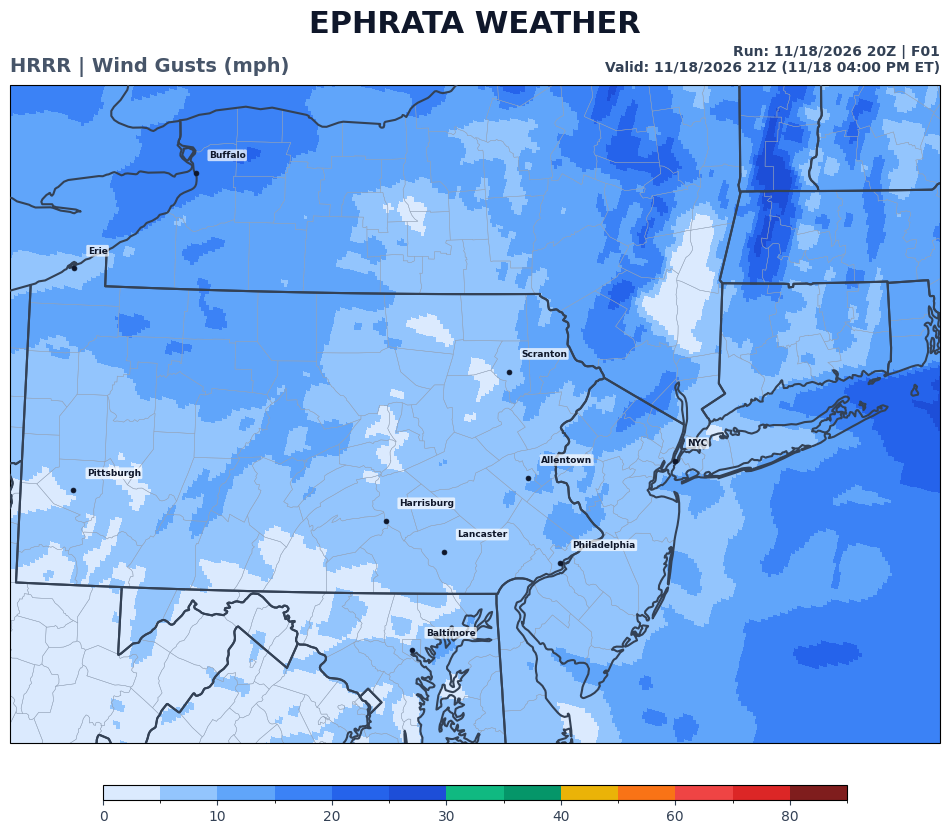 EPHRATA WEATHER
HRRR | Wind Gusts (mph)
Run: 11/18/2026 20Z | F01
Valid: 11/18/2026 21Z (11/18 04:00 PM ET)
Buffalo
Erie
Scranton
NYC
Allentown
Pittsburgh
Harrisburg
Lancaster
Philadelphia
Baltimore
0 10 20 30 40 60 80